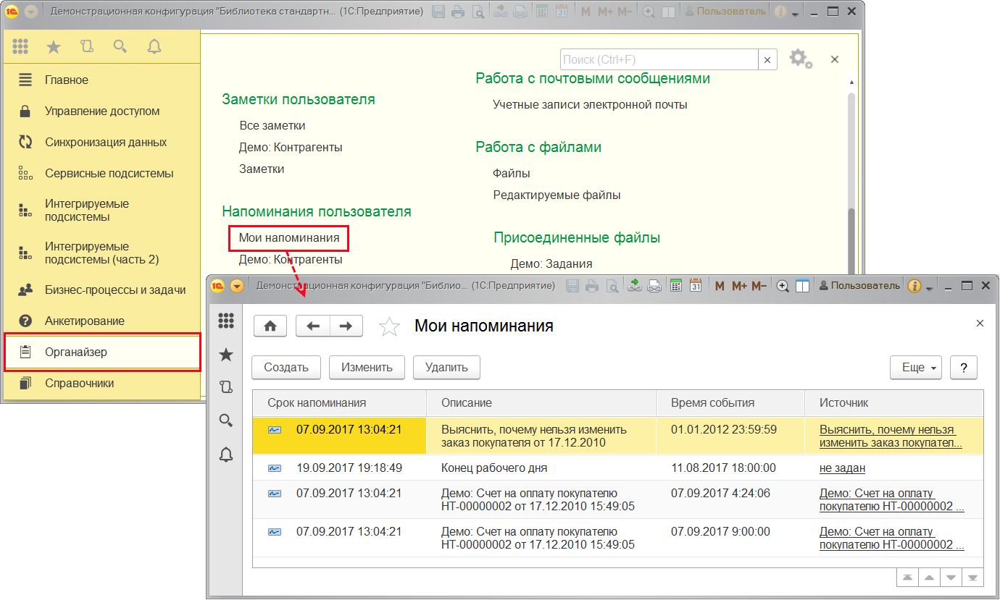 Демонстрационная конфигурация "Библиотека стандартн... (1С:Предприятие)
31
M M+ M−
Пользователь
Главное
Управление доступом
Синхронизация данных
Сервисные подсистемы
Интегрируемые
подсистемы
Интегрируемые
подсистемы (часть 2)
Бизнес-процессы и задачи
Анкетирование
Органайзер
Справочники
Поиск (Ctrl+F)
Заметки пользователя
Все заметки
Демо: Контрагенты
Заметки
Напоминания пользователя
Мои напоминания
Демо: Контрагенты
Работа с почтовыми сообщениями
Учетные записи электронной почты
Работа с файлами
Файлы
Редактируемые файлы
Присоединенные файлы
Демо: Задания
Демонстрационная конфигурация "Библио... (1С:Предприятие)
31
M M+ M−
Пользователь
Мои напоминания
Создать Изменить Удалить Еще ?
Срок напоминания Описание Время события Источник
07.09.2017 13:04:21 Выяснить, почему нельзя изменить 01.01.2012 23:59:59 Выяснить, почему нельзя
заказ покупателя от 17.12.2010 изменить заказ покупател...
19.09.2017 19:18:49 Конец рабочего дня 11.08.2017 18:00:00 не задан
07.09.2017 13:04:21 Демо: Счет на оплату покупателю 07.09.2017 4:24:06 Демо: Счет на оплату
НТ-00000002 от 17.12.2010 15:49:05 покупателю НТ-00000002 ...
07.09.2017 13:04:21 Демо: Счет на оплату покупателю 07.09.2017 9:00:00 Демо: Счет на оплату
НТ-00000002 от 17.12.2010 15:49:05 покупателю НТ-00000002 ...